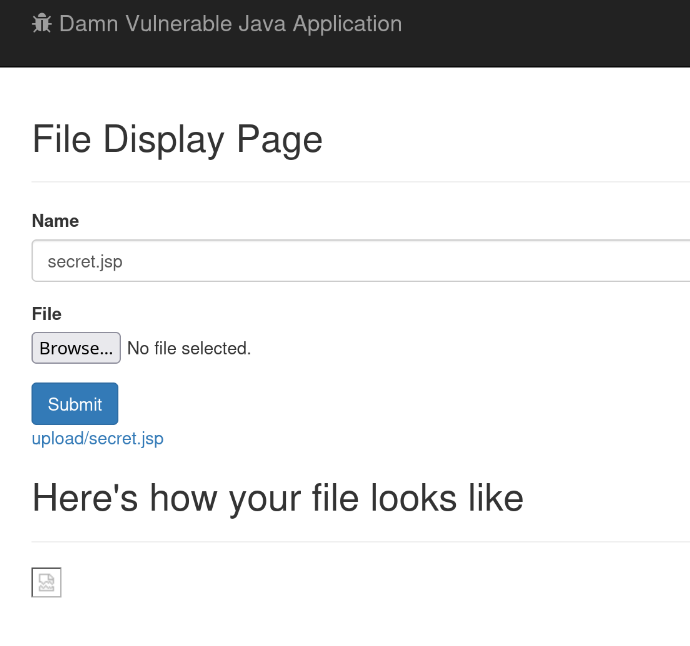 Damn Vulnerable Java Application
File Display Page
Name
secret.jsp
File
Browse... No file selected.
Submit
upload/secret.jsp
Here's how your file looks like